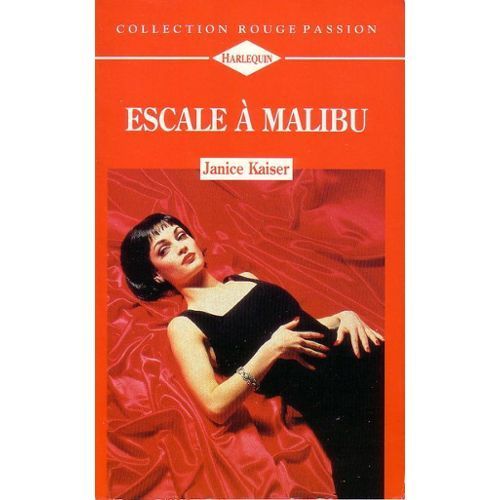 COLLECTION ROUGE PASSION
HARLEQUIN
ESCALE À MALIBU
Janice Kaiser